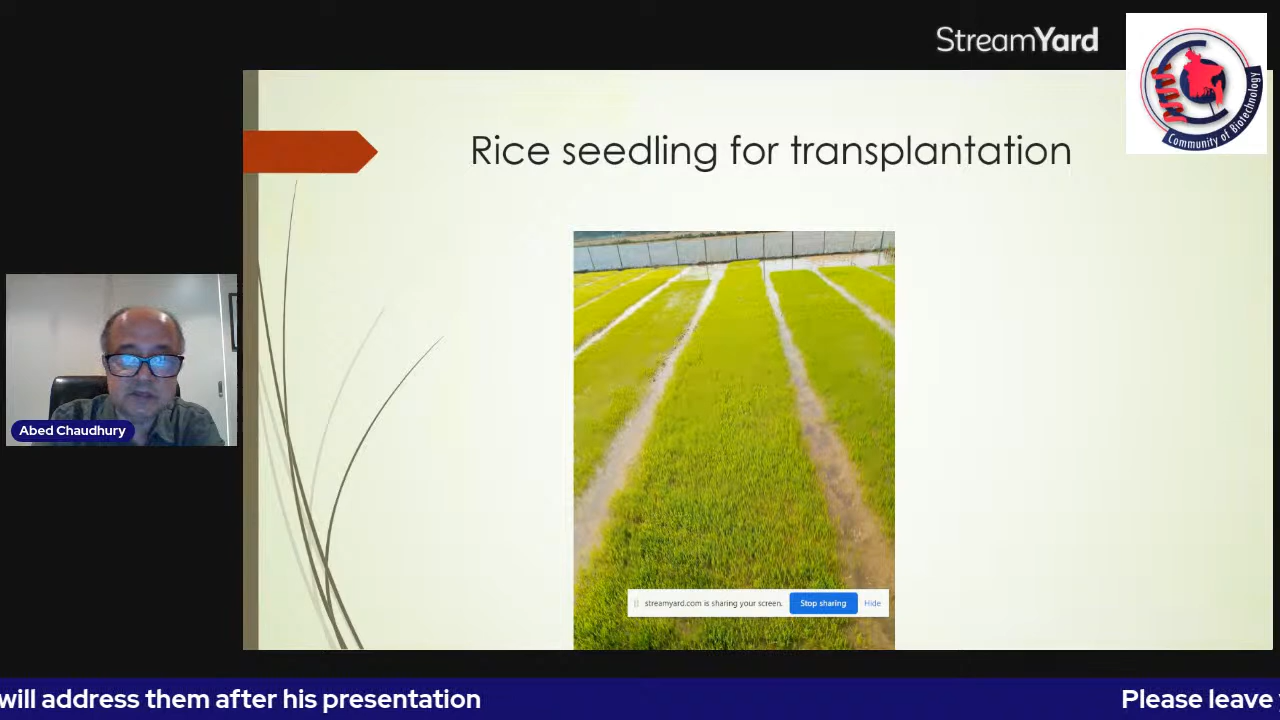 StreamYard
Community of Biotechnology
Rice seedling for transplantation
Abed Chaudhury
streamyard.com is sharing your screen.
Stop sharing
Hide
will address them after his presentation
Please leave